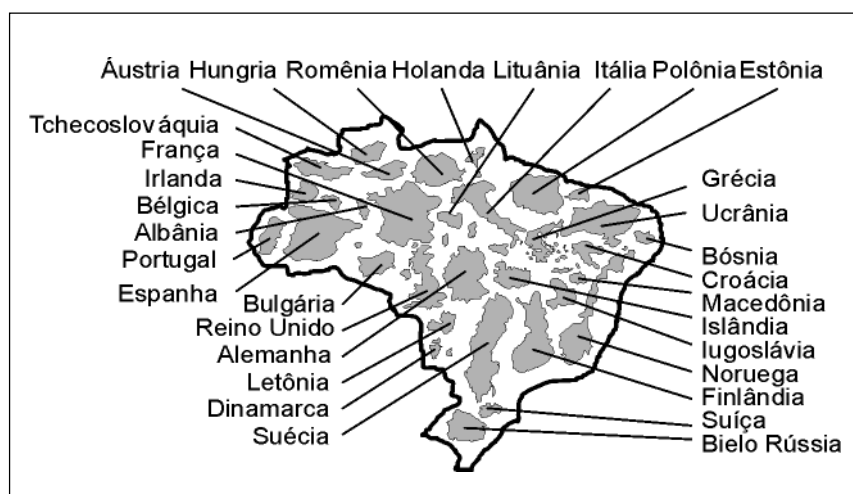 Áustria Hungria Romênia Holanda Lituânia Itália Polônia Estônia
Tchecoslováquia
França
Irlanda
Bélgica
Albânia
Portugal
Espanha
Bulgária
Reino Unido
Alemanha
Letônia
Dinamarca
Suécia
Grécia
Ucrânia
Bósnia
Croácia
Macedônia
Islândia
Iugoslávia
Noruega
Finlândia
Suíça
Bielo Rússia